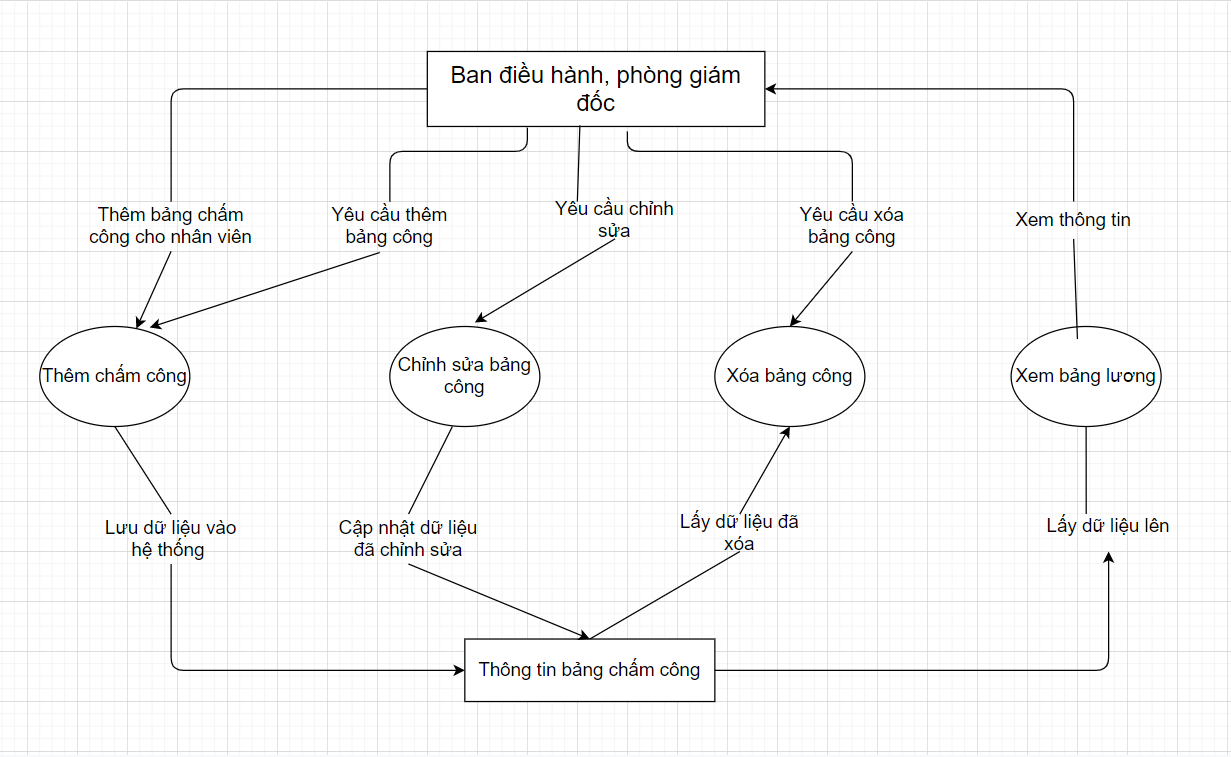 Ban điều hành, phòng giám
đốc
Thêm bảng chấm
công cho nhân viên
Yêu cầu thêm
bảng công
Yêu cầu chỉnh
sửa
Yêu cầu xóa
bảng công
Xem thông tin
Thêm chấm công
Chỉnh sửa bảng
công
Xóa bảng công
Xem bảng lương
Lưu dữ liệu vào
hệ thống
Cập nhật dữ liệu
đã chỉnh sửa
Lấy dữ liệu đã
xóa
Lấy dữ liệu lên
Thông tin bảng chấm công